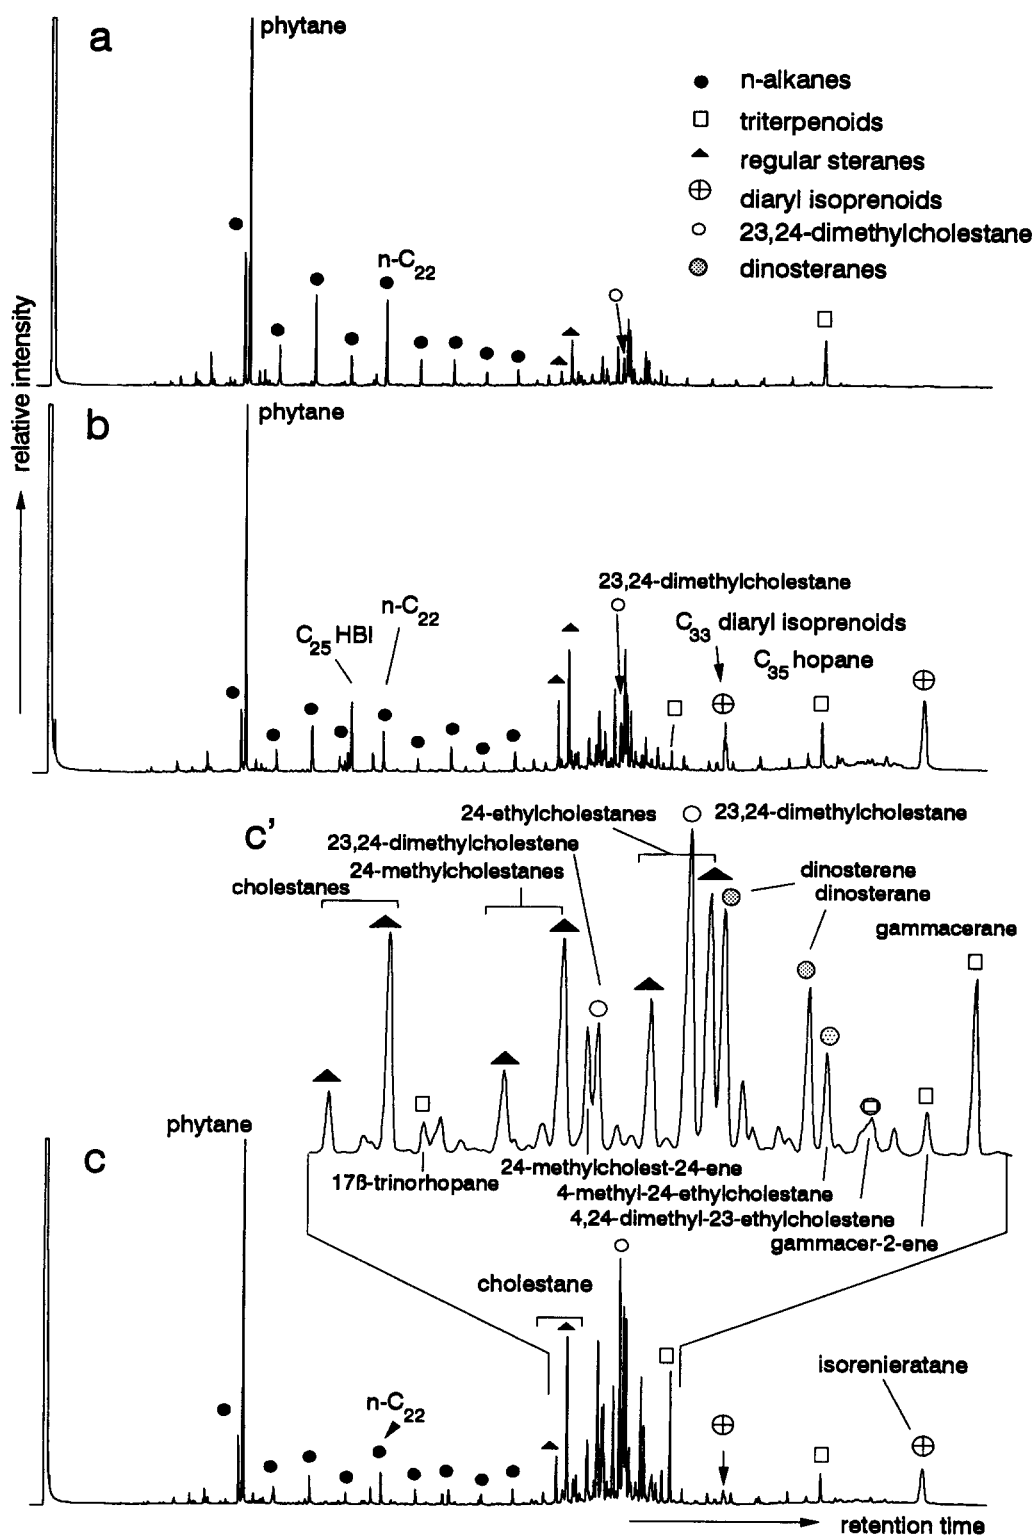 a
phytane
n-alkanes
triterpenoids
regular steranes
diaryl isoprenoids
23,24-dimethylcholestane
dinosteranes
n-C22
relative intensity
b
phytane
23,24-dimethylcholestane
n-C22
C25 HBI
C33 diaryl isoprenoids
C35 hopane
c'
24-ethylcholestanes
23,24-dimethylcholestane
23,24-dimethylcholestene
24-methylcholestanes
cholestanes
dinosterene
dinosterane
gammacerane
phytane
c
17ß-trinorhopane
24-methylcholest-24-ene
4-methyl-24-ethylcholestane
4,24-dimethyl-23-ethylcholestene
gammacer-2-ene
cholestane
isorenieratane
n-C22
retention time